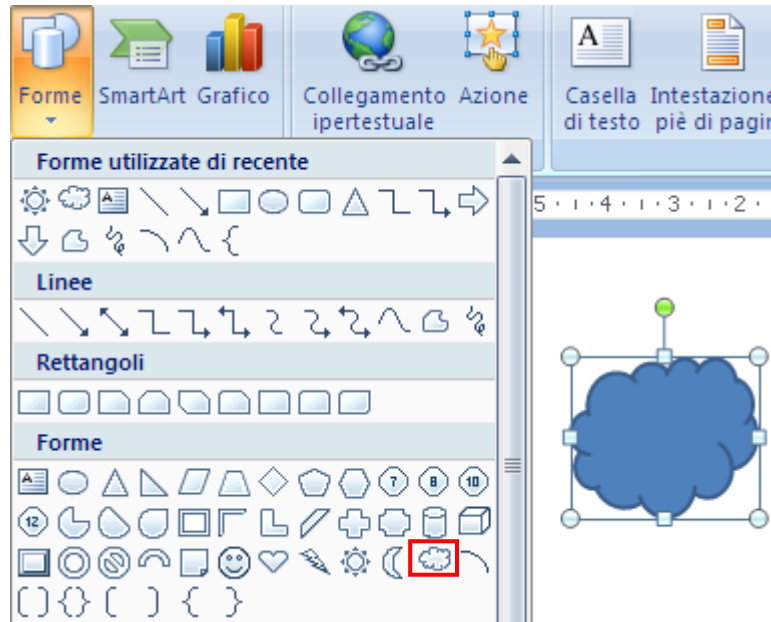 Forme SmartArt Grafico Collegamento ipertestuale Azione Casella di testo Intestazione piè di pagin
Forme utilizzate di recente
5 · ı · 4 · ı · 3 · ı · 2 ·
Linee
Rettangoli
Forme
A 7 8 10
12